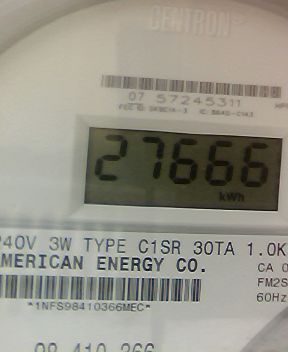 CENTRON
07 57245311
27666
kWh
240V 3W TYPE C1SR 30TA 1.0K
AMERICAN ENERGY CO.
CA 0
FM2S
60Hz
*1NFS98410366MEC*
98 410 366